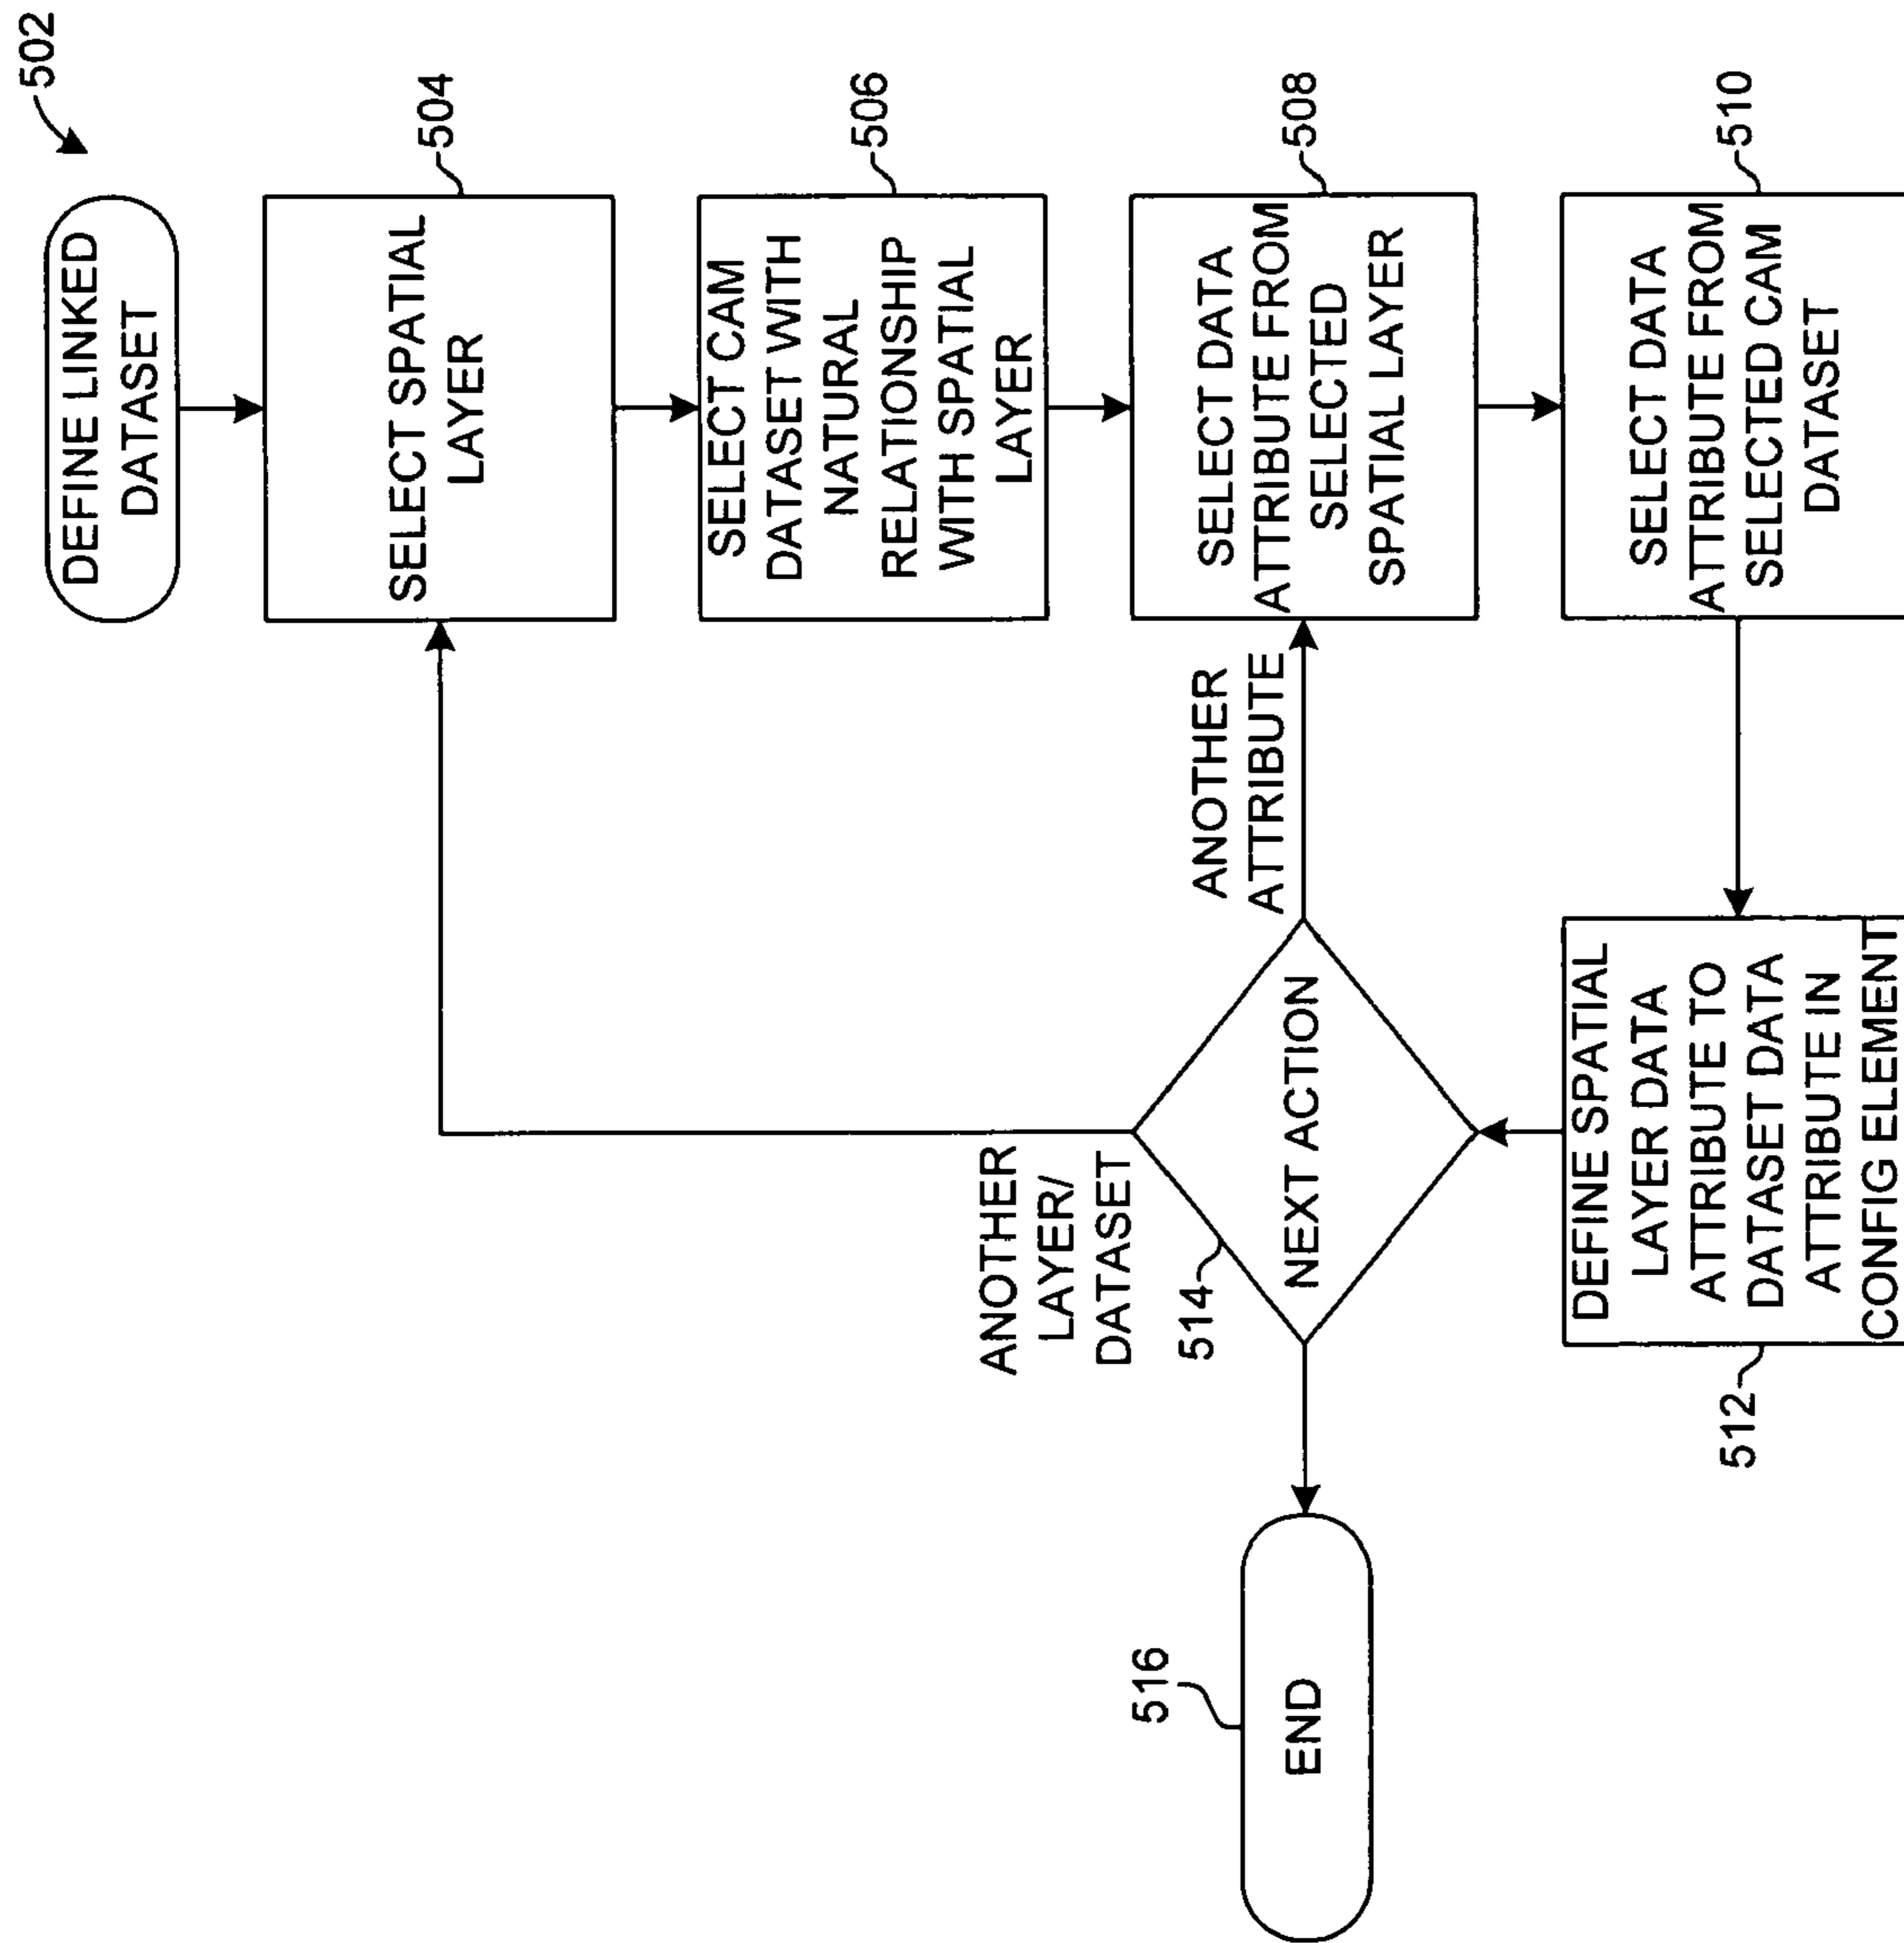 502
DEFINE LINKED
DATASET
504
SELECT SPATIAL
LAYER
506
SELECT CAM
DATASET WITH
NATURAL
RELATIONSHIP
WITH SPATIAL
LAYER
508
SELECT DATA
ATTRIBUTE FROM
SELECTED
SPATIAL LAYER
510
SELECT DATA
ATTRIBUTE FROM
SELECTED CAM
DATASET
512
DEFINE SPATIAL
LAYER DATA
ATTRIBUTE TO
DATASET DATA
ATTRIBUTE IN
CONFIG ELEMENT
514
NEXT ACTION
ANOTHER
ATTRIBUTE
ANOTHER
LAYER/
DATASET
516
END